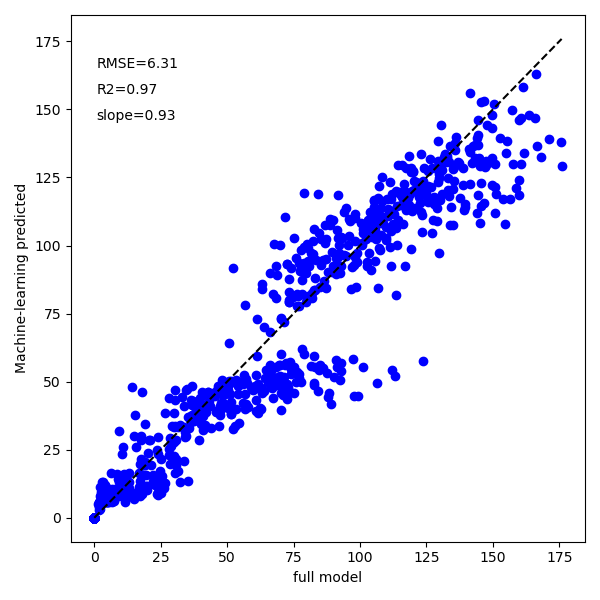 RMSE=6.31
R2=0.97
slope=0.93
Machine-learning predicted
175
150
125
100
75
50
25
0
0 25 50 75 100 125 150 175
full model